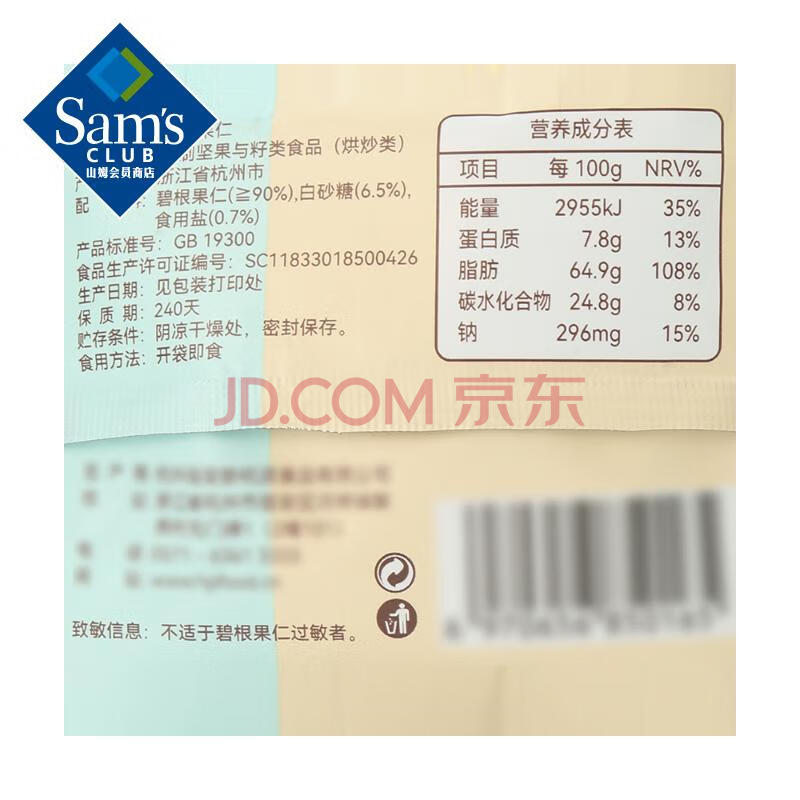 Sam's
CLUB
山姆会员商店
果仁
制坚果与籽类食品（烘炒类）
浙江省杭州市
配 碧根果仁(≧90%),白砂糖(6.5%),
食用盐(0.7%)
产品标准号：GB 19300
食品生产许可证编号：SC11833018500426
生产日期：见包装打印处
保 质 期：240天
贮存条件：阴凉干燥处，密封保存。
食用方法：开袋即食
营养成分表
项目 每 100g NRV%
能量 2955kJ 35%
蛋白质 7.8g 13%
脂肪 64.9g 108%
碳水化合物 24.8g 8%
钠 296mg 15%
JD.COM 京东
致敏信息：不适于碧根果仁过敏者。